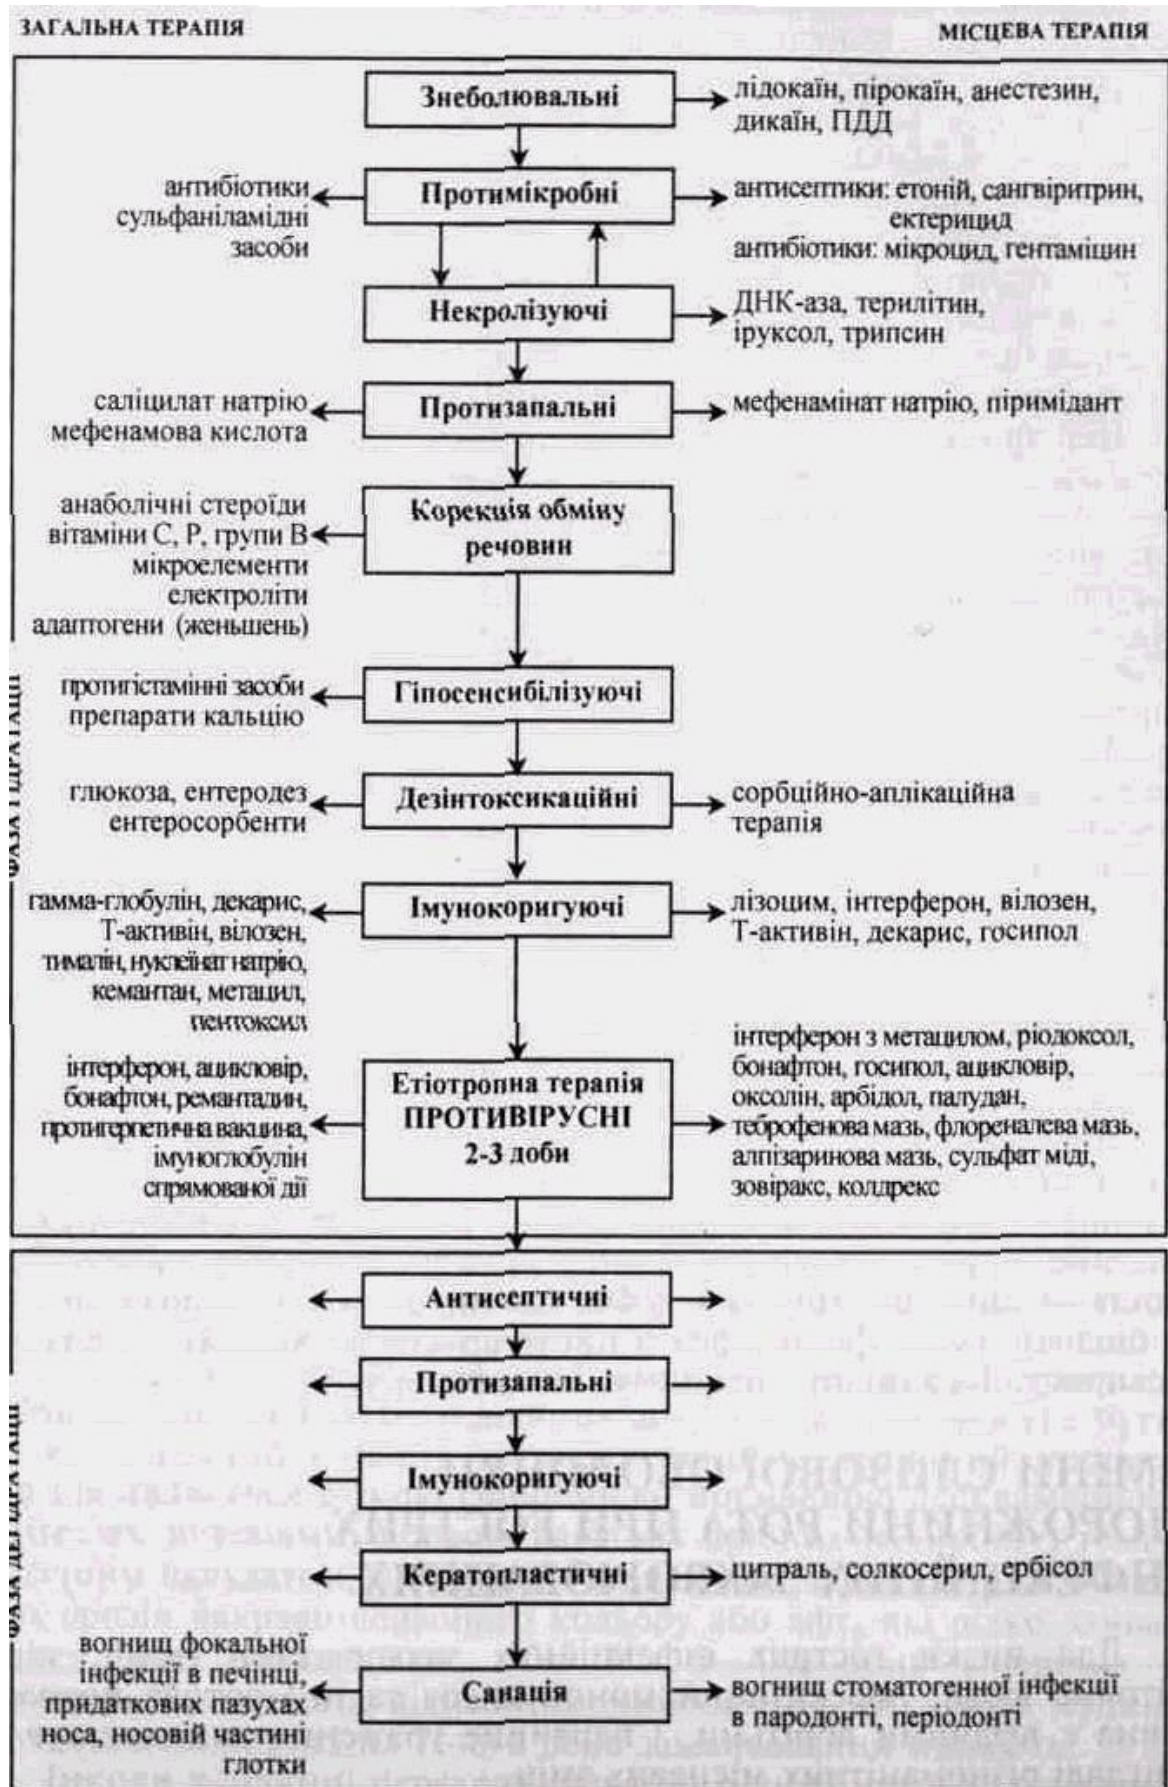 ЗАГАЛЬНА ТЕРАПІЯ
МІСЦЕВА ТЕРАПІЯ
Знеболювальні
лідокаїн, пірокаїн, анестезин,
дикаїн, ПДД
антибіотики
сульфаніламідні
засоби
Протимікробні
антисептики: етоній, сангвіритрин,
ектерицид
антибіотики: мікроцид, гентаміцин
Некролізуючі
ДНК-аза, терилітин,
іруксол, трипсин
саліцилат натрію
мефенамова кислота
Протизапальні
мефенамінат натрію, піримідант
анаболічні стероїди
вітаміни С, Р, групи В
мікроелементи
електроліти
адаптогени (женьшень)
Корекція обміну
речовин
протигістамінні засоби
препарати кальцію
Гіпосенсибілізуючі
глюкоза, ентеродез
ентеросорбенти
Дезінтоксикаційні
сорбційно-аплікаційна
терапія
гамма-глобулін, декарис,
Т-активін, вілозен,
тималін, нуклеїнат натрію,
кемантан, метацил,
пентоксил
Імунокоригуючі
лізоцим, інтерферон, вілозен,
Т-активін, декарис, госипол
інтерферон, ацикловір,
бонафтон, ремантадин,
протигерпетична вакцина,
імуноглобулін
спрямованої дії
Етіотропна терапія
ПРОТИВІРУСНІ
2-3 доби
інтерферон з метацилом, ріодоксол,
бонафтон, госипол, ацикловір,
оксолін, арбідол, палудан,
теброфенова мазь, флореналева мазь,
алпізаринова мазь, сульфат міді,
зовіракс, колдрекс
ФАЗА ГІДРАТАЦІЇ
Антисептичні
Протизапальні
Імунокоригуючі
Кератопластичні
цитраль, солкосерил, ербісол
вогнищ фокальної
інфекції в печінці,
придаткових пазухах
носа, носовій частині
глотки
Санація
вогнищ стоматогенної інфекції
в пародонті, періодонті
ФАЗА ДЕГІДРАТАЦІЇ